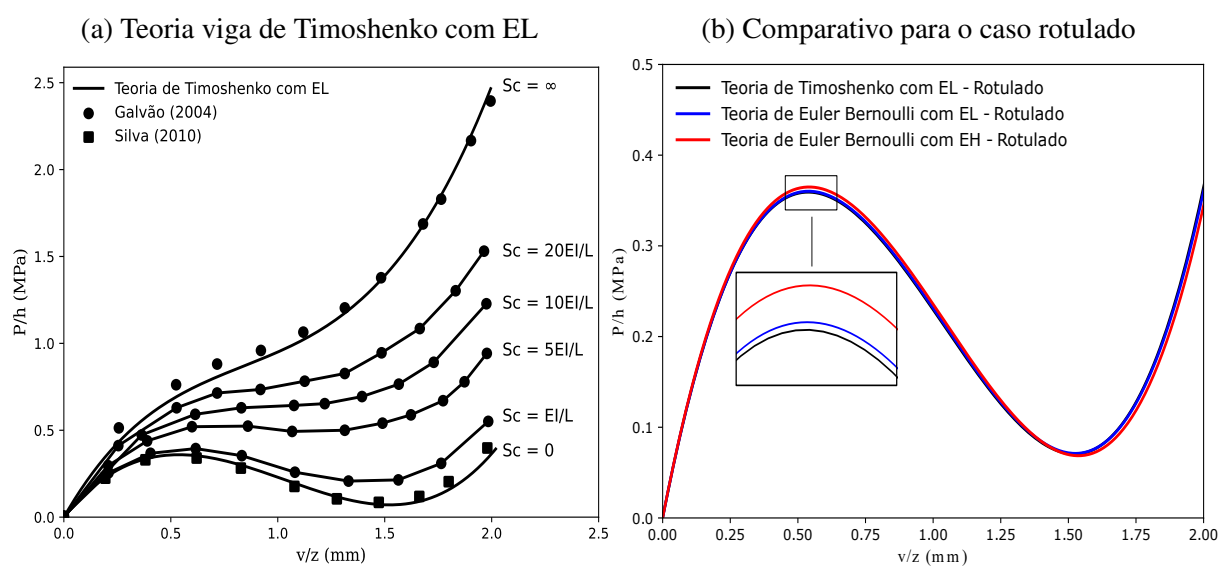 (a) Teoria viga de Timoshenko com EL
2.5
2.0
1.5
1.0
0.5
0.0
P/h (MPa)
Teoria de Timoshenko com EL
Galvão (2004)
Silva (2010)
Sc = ∞
Sc = 20EI/L
Sc = 10EI/L
Sc = 5EI/L
Sc = EI/L
Sc = 0
0.0 0.5 1.0 1.5 2.0 2.5
v/z (mm)
(b) Comparativo para o caso rotulado
0.5
0.4
0.3
0.2
0.1
0.0
P/h (MPa)
Teoria de Timoshenko com EL - Rotulado
Teoria de Euler Bernoulli com EL - Rotulado
Teoria de Euler Bernoulli com EH - Rotulado
0.00 0.25 0.50 0.75 1.00 1.25 1.50 1.75 2.00
v/z (mm)